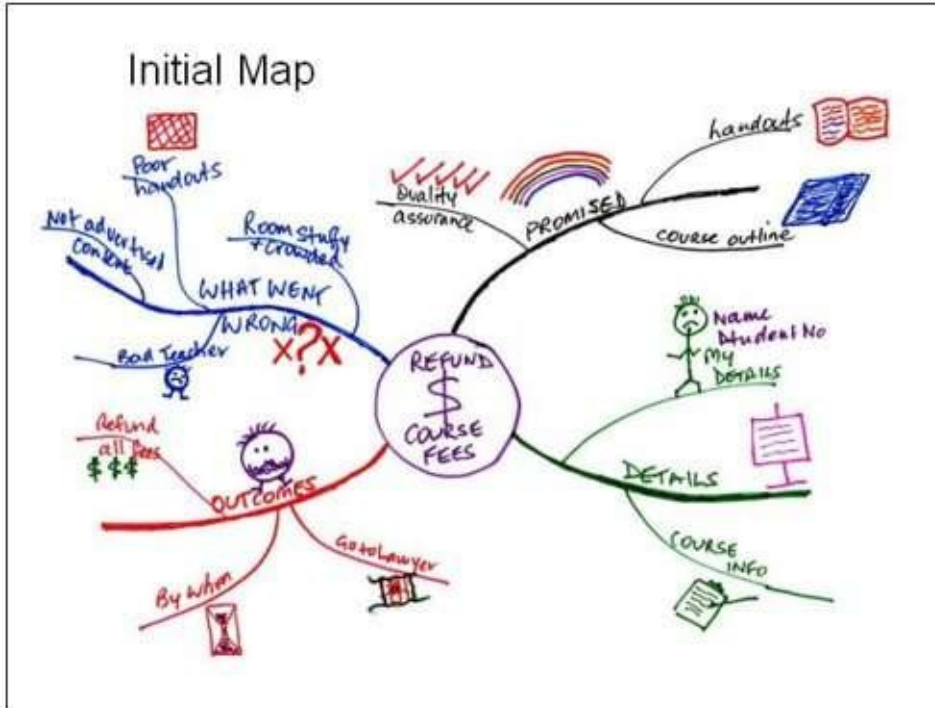 Initial Map
Poor
handouts
Not advertised
content
Room stuffy
+ crowded
WHAT WENT
WRONG
X?X
Bad Teacher
Quality
assurance
PROMISED
handouts
course outline
REFUND
$
COURSE
FEES
Name
Student No
My
DETAILS
DETAILS
COURSE
INFO
Refund
all fees
$ $ $
OUTCOMES
By When
Go to Lawyer